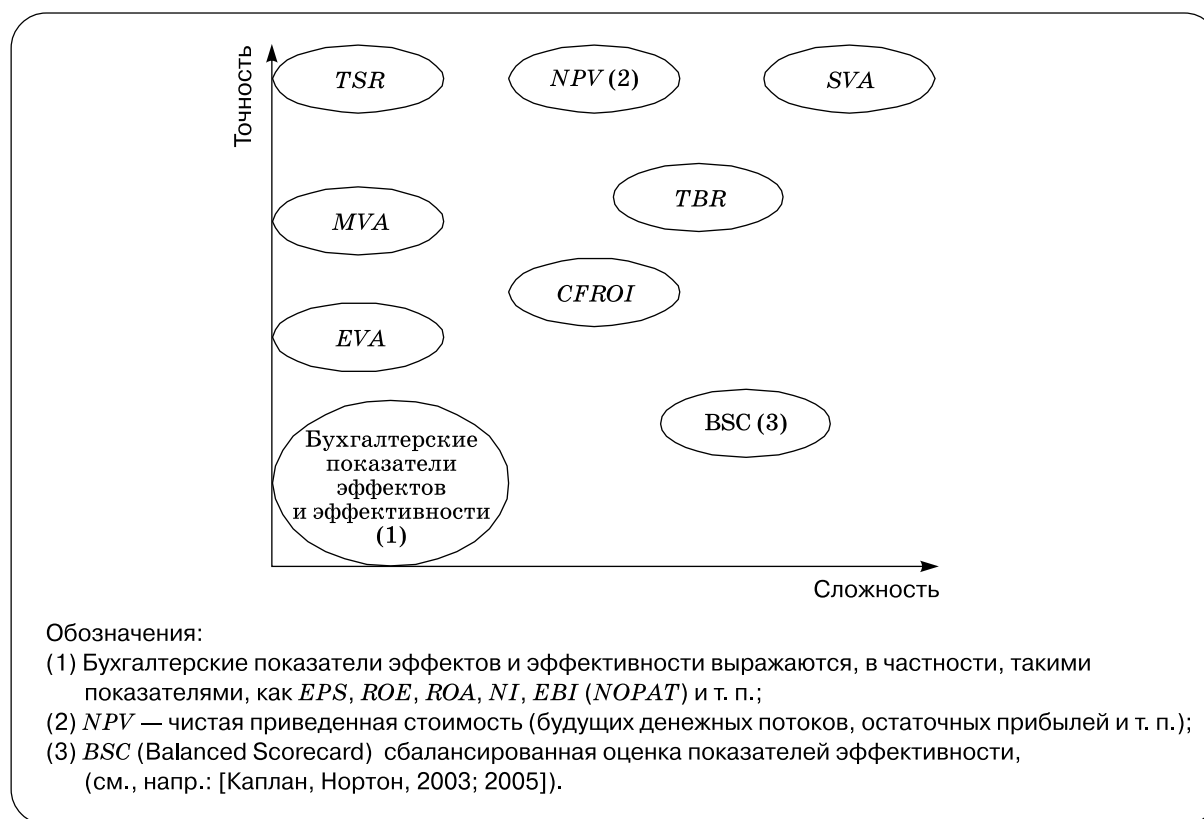 Точность
TSR
NPV (2)
SVA
TBR
MVA
CFROI
EVA
BSC (3)
Бухгалтерские
показатели
эффектов
и эффективности
(1)
Сложность
Обозначения:
(1) Бухгалтерские показатели эффектов и эффективности выражаются, в частности, такими
показателями, как EPS, ROE, ROA, NI, EBI (NOPAT) и т. п.;
(2) NPV — чистая приведенная стоимость (будущих денежных потоков, остаточных прибылей и т. п.);
(3) BSC (Balanced Scorecard) сбалансированная оценка показателей эффективности,
(см., напр.: [Каплан, Нортон, 2003; 2005]).